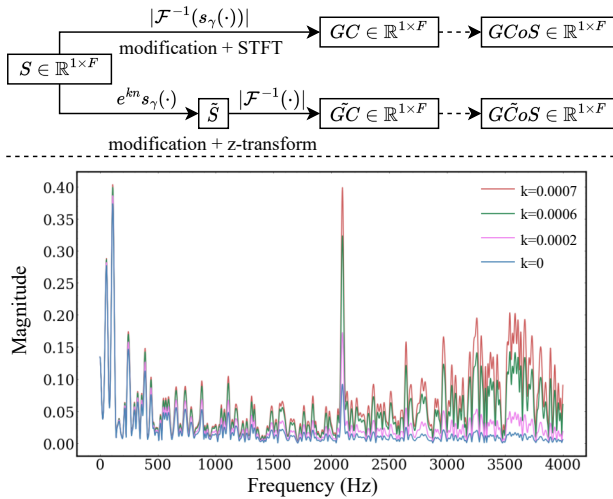 |ℱ⁻¹(s_γ(·))|
modification + STFT
S ∈ ℝ^{1×F}
GC ∈ ℝ^{1×F}
GCoS ∈ ℝ^{1×F}
e^{kn}s_γ(·)
S̃
|ℱ⁻¹(·)|
G̃C ∈ ℝ^{1×F}
GC̃oS ∈ ℝ^{1×F}
modification + z-transform
Magnitude
0.40
0.35
0.30
0.25
0.20
0.15
0.10
0.05
0.00
k=0.0007
k=0.0006
k=0.0002
k=0
0 500 1000 1500 2000 2500 3000 3500 4000
Frequency (Hz)